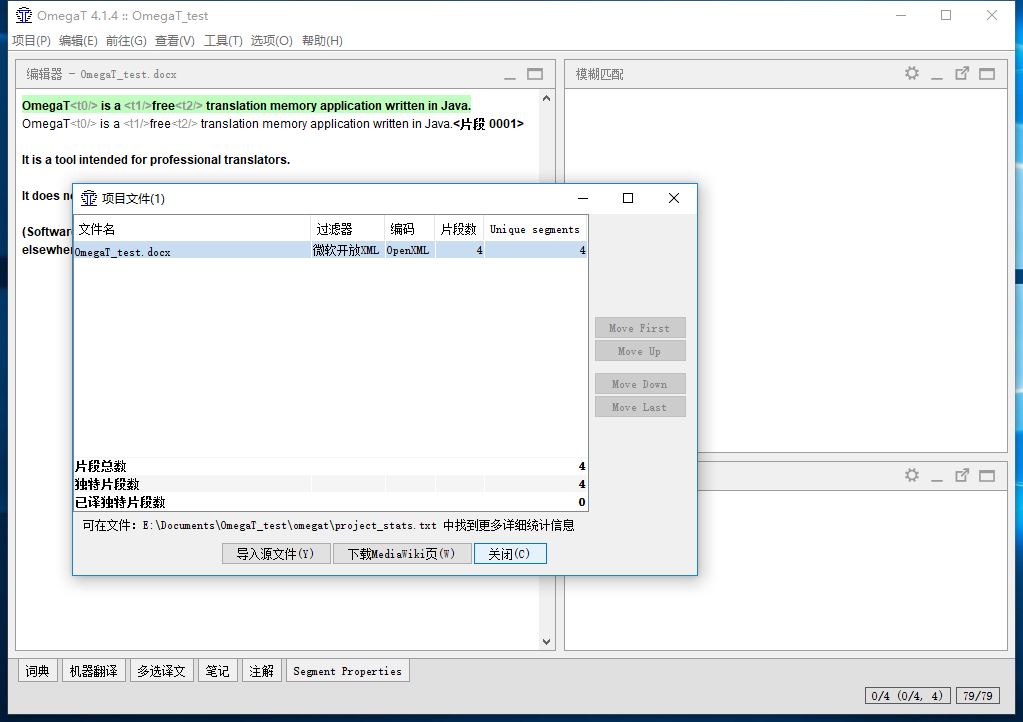 OmegaT 4.1.4 :: OmegaT_test
项目(P) 编辑(E) 前往(G) 查看(V) 工具(T) 选项(O) 帮助(H)
编辑器 - OmegaT_test.docx
模糊匹配
OmegaT<t0/> is a <t1/>free<t2/> translation memory application written in Java.
OmegaT<t0/> is a <t1/>free<t2/> translation memory application written in Java.<片段 0001>
It is a tool intended for professional translators.
It does n
(Softwar
elsewher
项目文件(1)
文件名 过滤器 编码 片段数 Unique segments
OmegaT_test.docx 微软开放XML OpenXML 4 4
Move First
Move Up
Move Down
Move Last
片段总数 4
独特片段数 4
已译独特片段数 0
可在文件: E:\Documents\OmegaT_test\omegat\project_stats.txt 中找到更多详细统计信息
导入源文件(Y) 下载MediaWiki页(W) 关闭(C)
词典 机器翻译 多选译文 笔记 注解 Segment Properties
0/4 (0/4, 4) 79/79